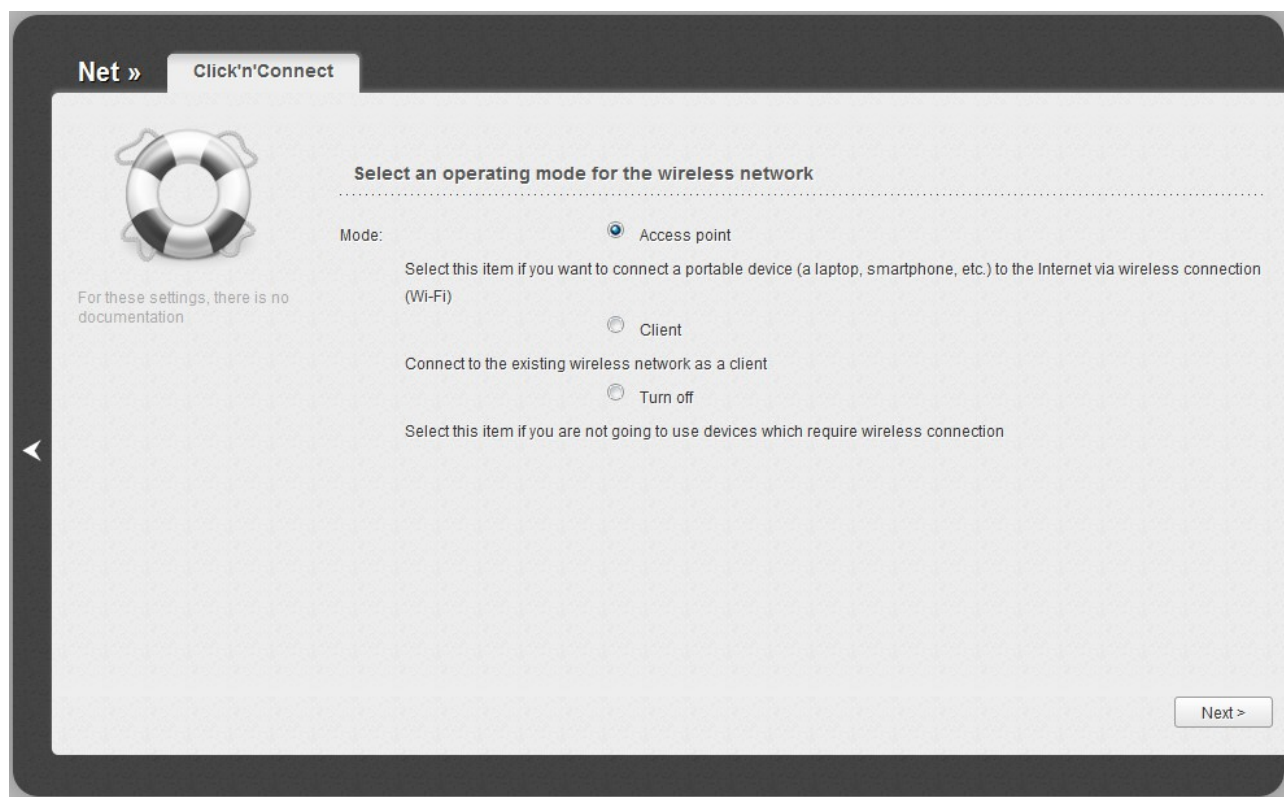 Net »
Click'n'Connect
Select an operating mode for the wireless network
For these settings, there is no
documentation
Mode:
Access point
Select this item if you want to connect a portable device (a laptop, smartphone, etc.) to the Internet via wireless connection
(Wi-Fi)
Client
Connect to the existing wireless network as a client
Turn off
Select this item if you are not going to use devices which require wireless connection
Next >